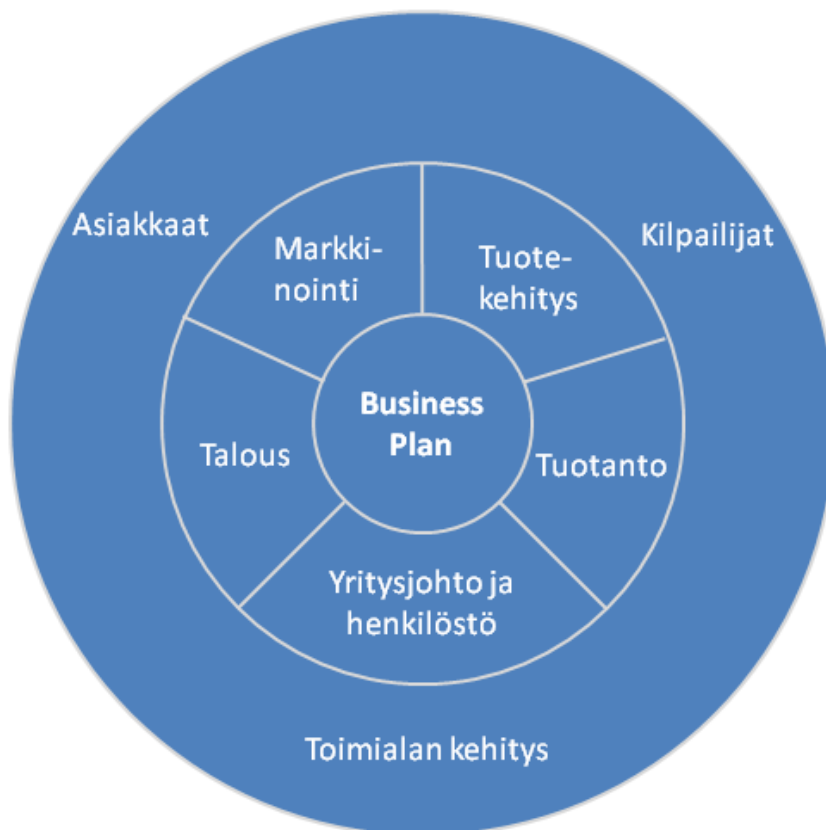 Asiakkaat
Markki-
nointi
Tuote-
kehitys
Kilpailijat
Business
Plan
Talous
Tuotanto
Yritysjohto ja
henkilöstö
Toimialan kehitys